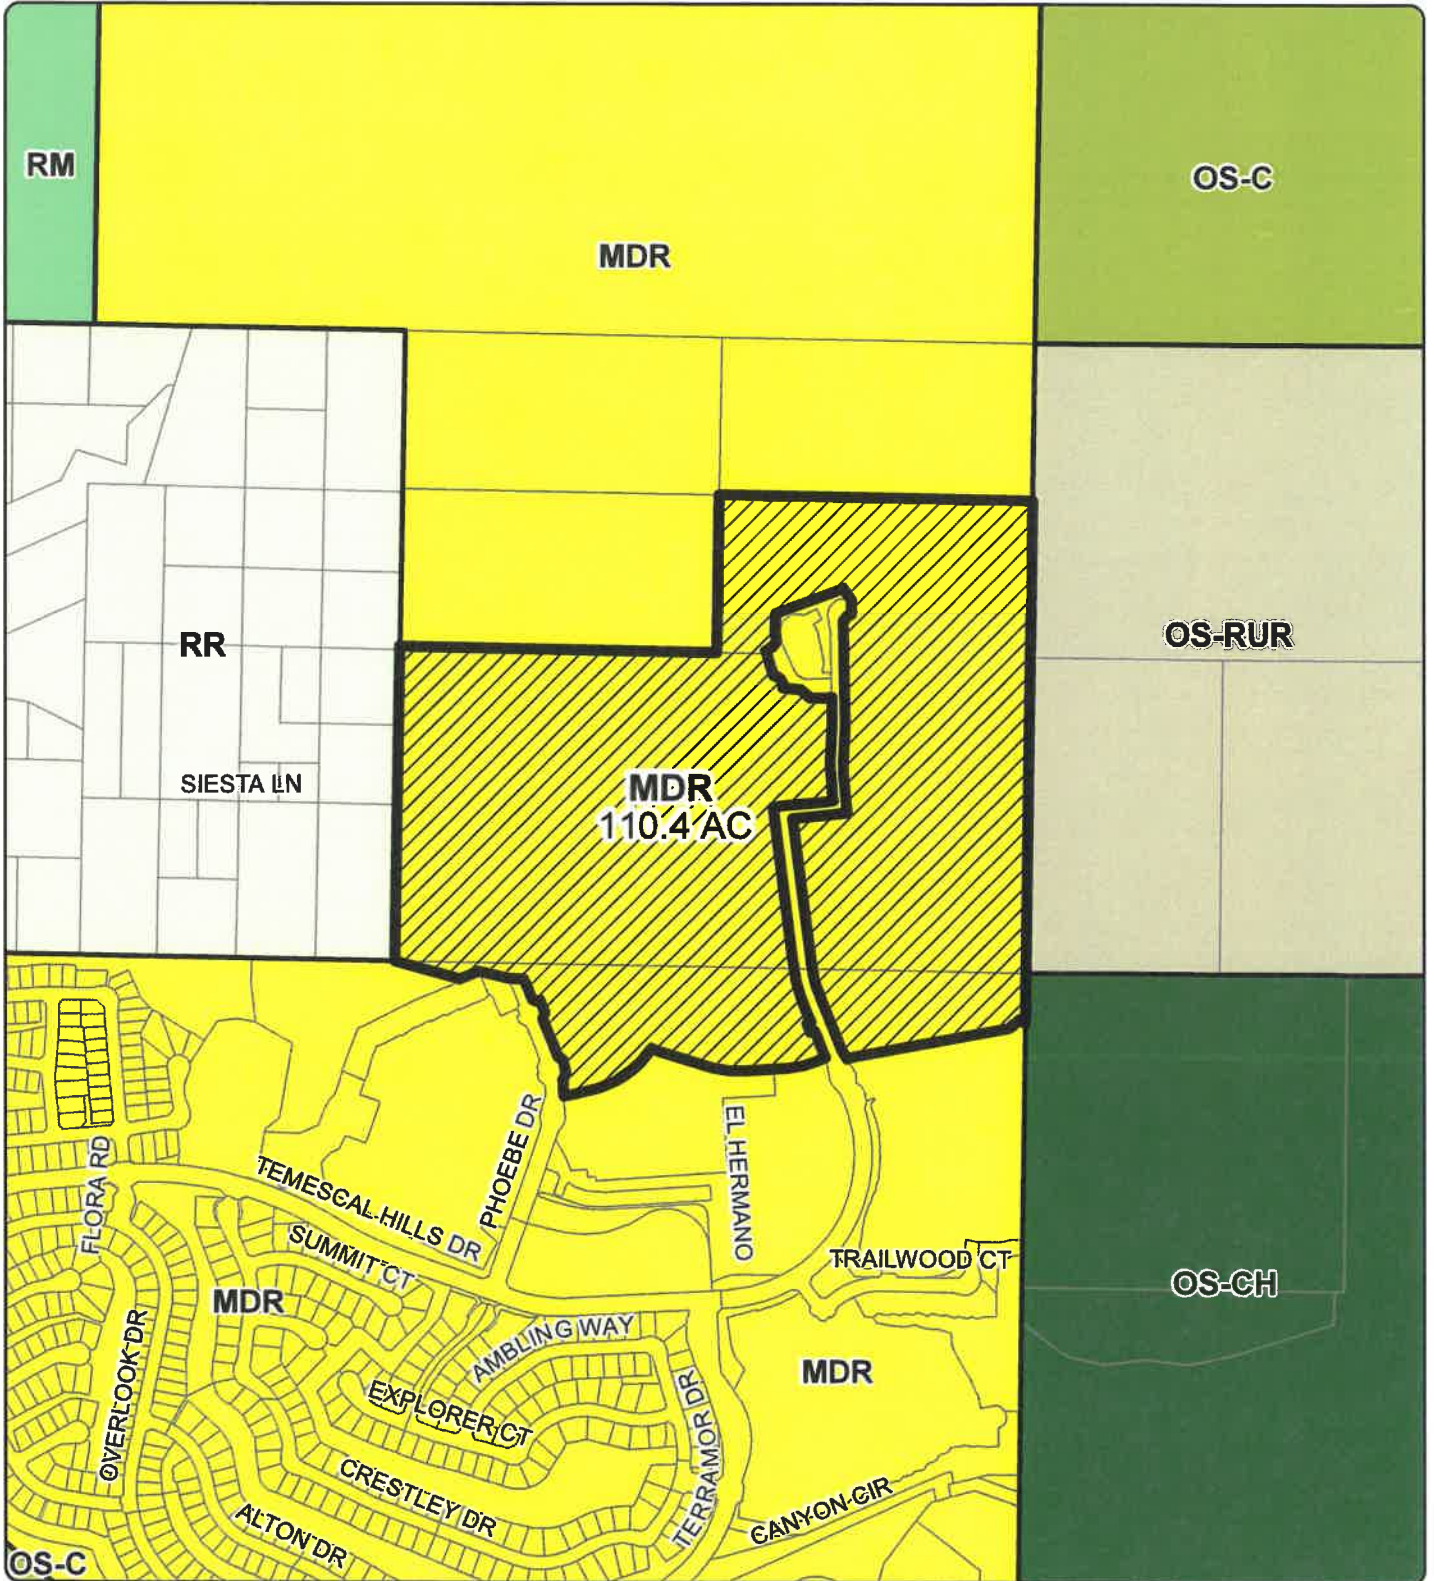 RM
OS-C
MDR
OS-RUR
RR
SIESTA LN
MDR
110.4 AC
PHOEBE DR
EL HERMANO
FLORA RD
TEMESCAL HILLS DR
SUMMIT CT
TRAILWOOD CT
OS-CH
MDR
AMBLING WAY
OVERLOOK DR
MDR
EXPLORER CT
TERRAMOR DR
CRESTLEY DR
CANYON CIR
ALTON DR
OS-C